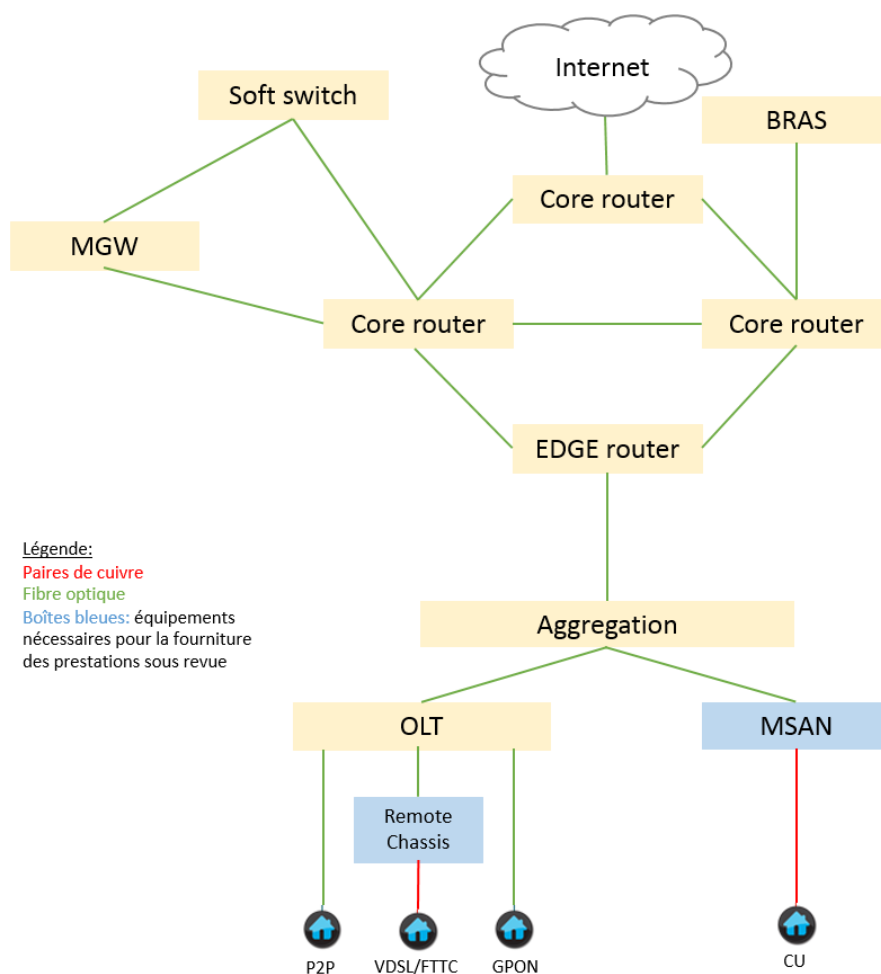 Internet
Soft switch
BRAS
Core router
MGW
Core router
Core router
EDGE router
Légende:
Paires de cuivre
Fibre optique
Boîtes bleues: équipements
nécessaires pour la fourniture
des prestations sous revue
Aggregation
OLT
MSAN
Remote
Chassis
P2P
VDSL/FTTC
GPON
CU